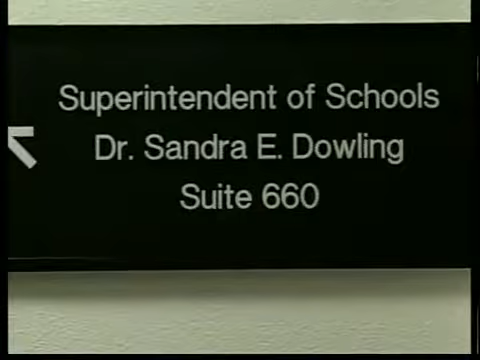 Superintendent of Schools
Dr. Sandra E. Dowling
Suite 660